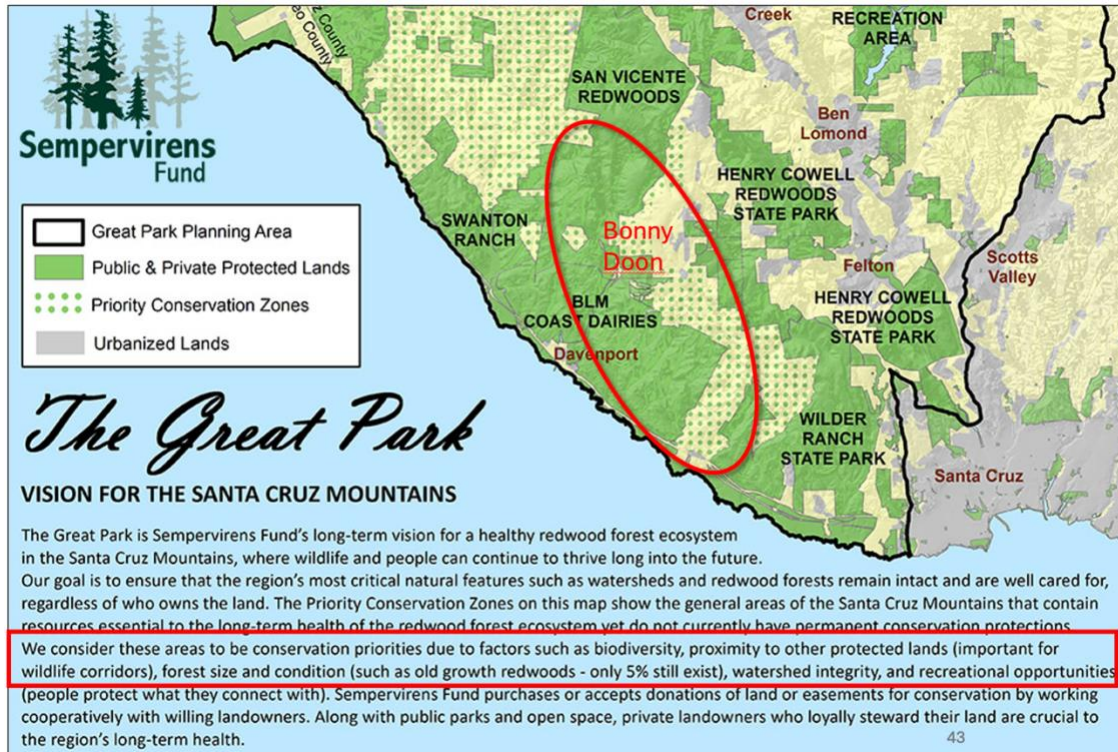 Creek
RECREATION
AREA
z County
eo County
SAN VICENTE
REDWOODS
Ben
Lomond
Sempervirens
Fund
HENRY COWELL
REDWOODS
STATE PARK
SWANTON
RANCH
Bonny
Doon
Great Park Planning Area
Public & Private Protected Lands
Priority Conservation Zones
Urbanized Lands
Felton
Scotts
Valley
BLM
COAST DAIRIES
HENRY COWELL
REDWOODS
STATE PARK
Davenport
The Great Park
WILDER
RANCH
STATE PARK
Santa Cruz
VISION FOR THE SANTA CRUZ MOUNTAINS
The Great Park is Sempervirens Fund's long-term vision for a healthy redwood forest ecosystem
in the Santa Cruz Mountains, where wildlife and people can continue to thrive long into the future.
Our goal is to ensure that the region's most critical natural features such as watersheds and redwood forests remain intact and are well cared for,
regardless of who owns the land. The Priority Conservation Zones on this map show the general areas of the Santa Cruz Mountains that contain
resources essential to the long-term health of the redwood forest ecosystem yet do not currently have permanent conservation protections.
We consider these areas to be conservation priorities due to factors such as biodiversity, proximity to other protected lands (important for
wildlife corridors), forest size and condition (such as old growth redwoods - only 5% still exist), watershed integrity, and recreational opportunities
(people protect what they connect with). Sempervirens Fund purchases or accepts donations of land or easements for conservation by working
cooperatively with willing landowners. Along with public parks and open space, private landowners who loyally steward their land are crucial to
the region's long-term health.
43